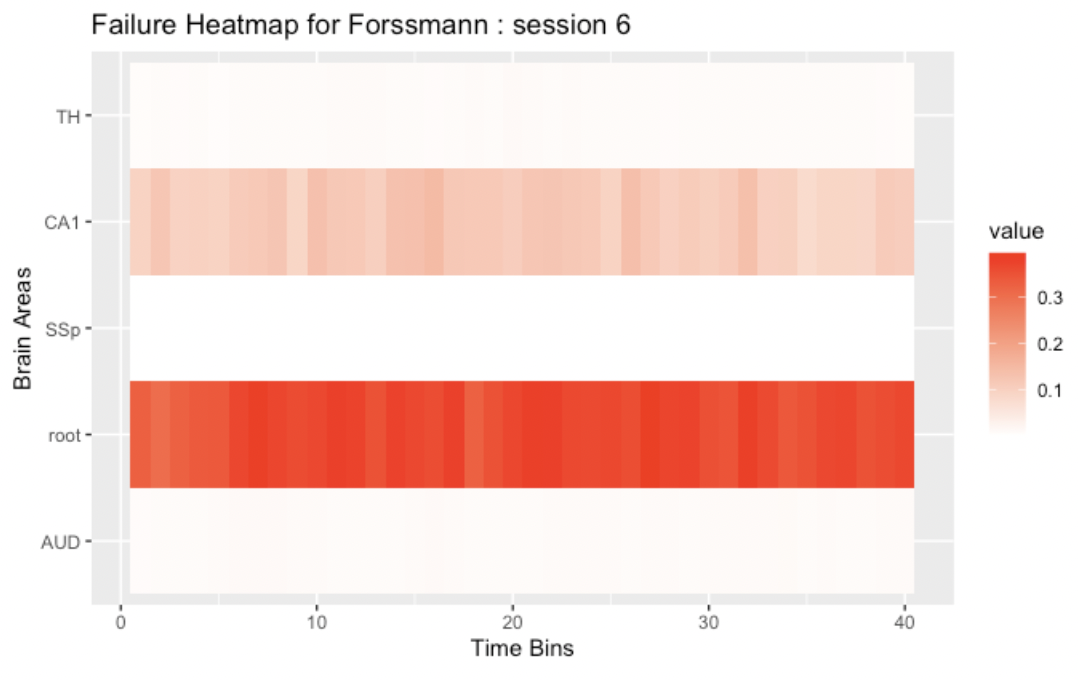 Failure Heatmap for Forssmann : session 6
TH
CA1
SSp
root
AUD
Brain Areas
0 10 20 30 40
Time Bins
value
0.3
0.2
0.1